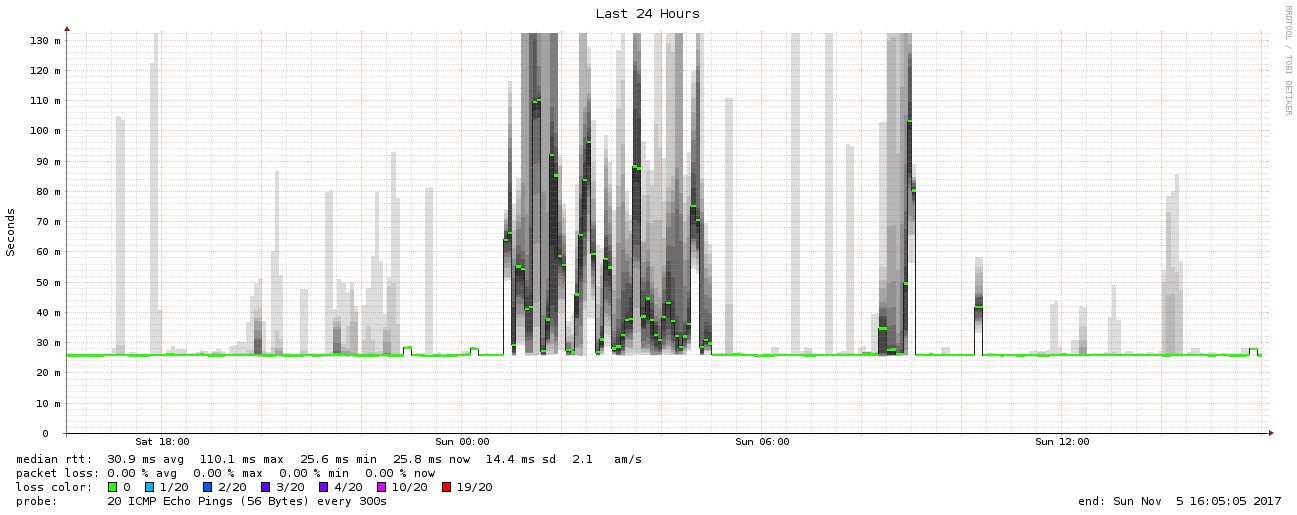 Last 24 Hours
RRDTOOL / TOBI OETIKER
Seconds
130 m
120 m
110 m
100 m
90 m
80 m
70 m
60 m
50 m
40 m
30 m
20 m
10 m
0
Sat 18:00 Sun 00:00 Sun 06:00 Sun 12:00
median rtt: 30.9 ms avg 110.1 ms max 25.6 ms min 25.8 ms now 14.4 ms sd 2.1 am/s
packet loss: 0.00 % avg 0.00 % max 0.00 % min 0.00 % now
loss color: 0 1/20 2/20 3/20 4/20 10/20 19/20
probe: 20 ICMP Echo Pings (56 Bytes) every 300s end: Sun Nov 5 16:05:05 2017